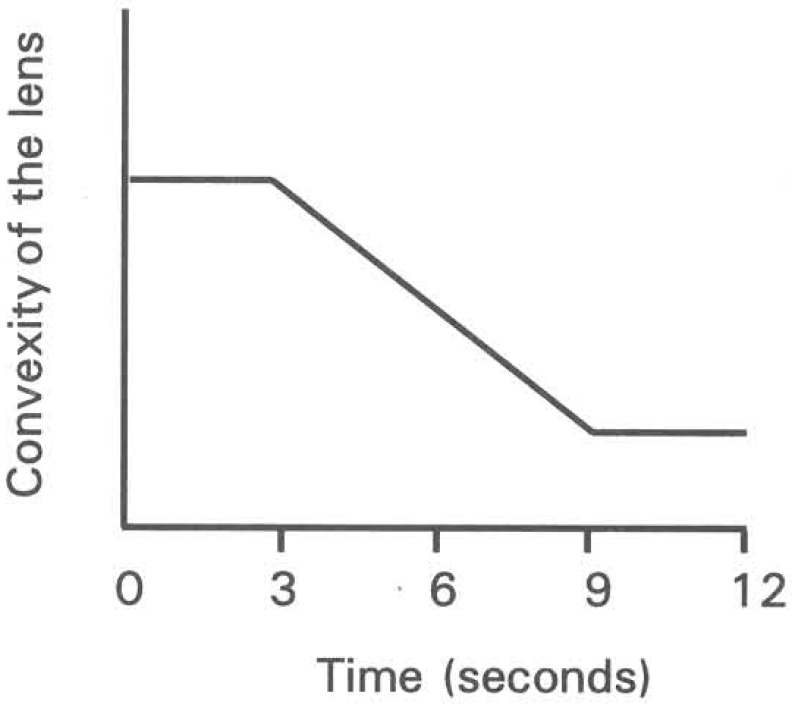 Convexity of the lens
0 3 6 9 12
Time (seconds)